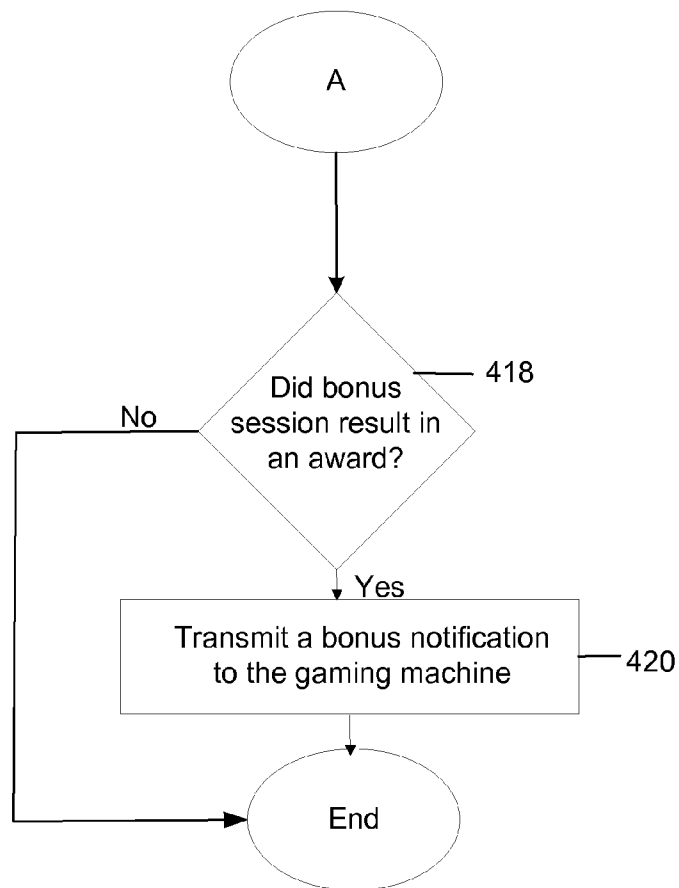 A
Did bonus
session result in
an award?
418
No
Yes
Transmit a bonus notification
to the gaming machine
420
End